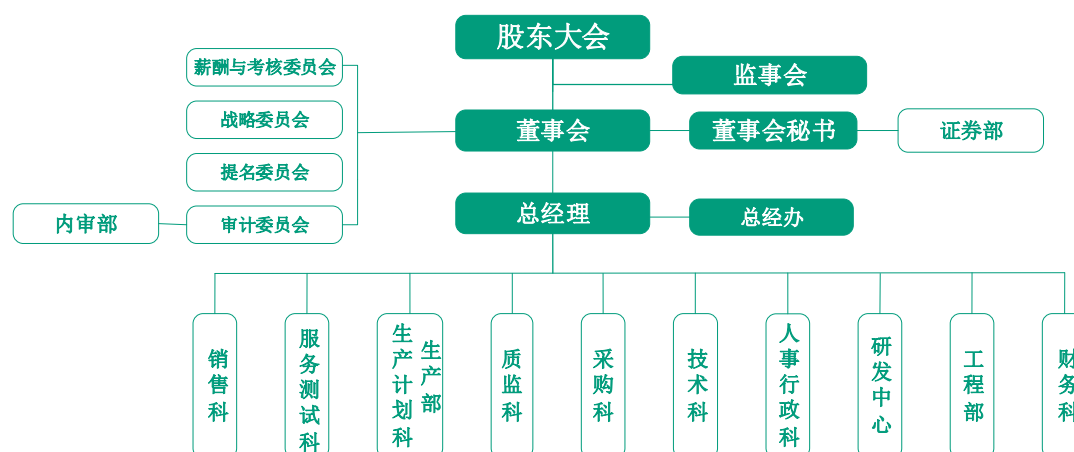 股东大会
监事会
薪酬与考核委员会
战略委员会
董事会
董事会秘书
证券部
提名委员会
审计委员会
内审部
总经理
总经办
销售科
服务测试科
生产计划科
生产部
质监科
采购科
技术科
人事行政科
研发中心
工程部
财务科